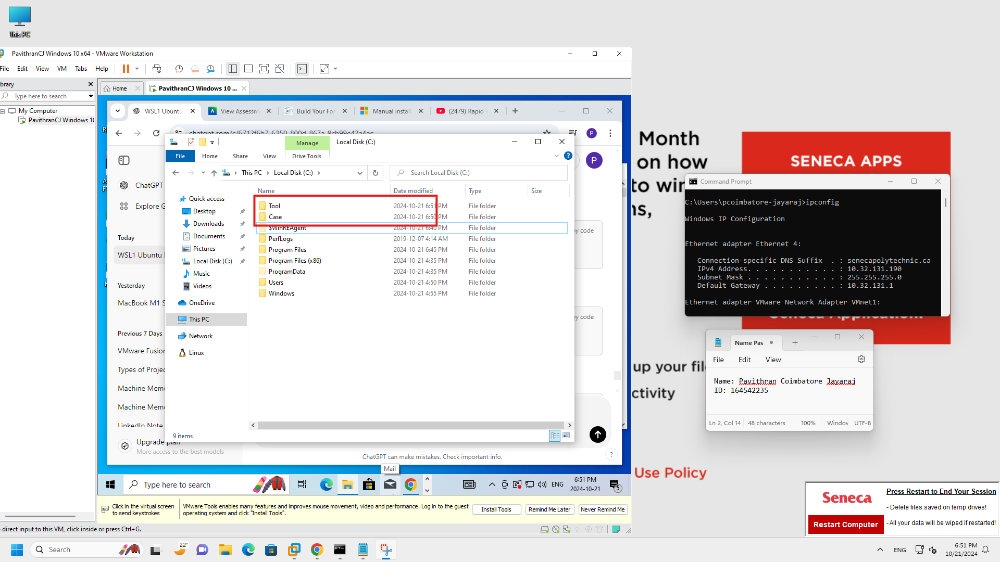 This PC
PavithranCJ Windows 10 x64 - VMware Workstation
File Edit View VM Tabs Help
brary
Type here to search
My Computer
PavithranCJ Windows 10
Home
PavithranCJ Windows 10 ...
WSL1 Ubuntu
View Assessm
Build Your For
Manual install
(2479) Rapid
chatgpt.com/c/6712f6b7-6350-800d-867a-9cb99e42a4ac
P
ChatGPT
Explore G
P
Today
WSL1 Ubuntu
Yesterday
MacBook M1 S
Previous 7 Days
VMware Fusion
Types of Projec
Machine Memo
Machine Memo
LinkedIn Note
Upgrade plan
More access to the best models
py code
py code
ChatGPT can make mistakes. Check important info.
?
Manage
Local Disk (C:)
File Home Share View Drive Tools
This PC > Local Disk (C:) >
Search Local Disk (C:)
Quick access
Desktop
Downloads
Documents
Pictures
Local Disk (C:)
Music
Videos
OneDrive
This PC
Network
Linux
Name Date modified Type Size
Tool 2024-10-21 6:51 PM File folder
Case 2024-10-21 6:50 PM File folder
$WinREAgent 2024-10-21 6:40 PM File folder
PerfLogs 2019-12-07 4:14 AM File folder
Program Files 2024-10-21 6:45 PM File folder
Program Files (x86) 2024-10-21 4:35 PM File folder
ProgramData 2024-10-21 4:35 PM File folder
Users 2024-10-21 4:50 PM File folder
Windows 2024-10-21 4:55 PM File folder
9 items
Mail
Type here to search
ENG
6:51 PM
2024-10-21
5
Click in the virtual screen
to send keystrokes
VMware Tools enables many features and improves mouse movement, video and performance. Log in to the guest
operating system and click "Install Tools".
Install Tools
Remind Me Later
Never Remind Me
direct input to this VM, click inside or press Ctrl+G.
Month
on how
to win
ns,
up your file
ctivity
Use Policy
SENECA APPS
Seneca Application
Command Prompt
C:\Users\pcoimbatore-jayaraj>ipconfig
Windows IP Configuration
Ethernet adapter Ethernet 4:
Connection-specific DNS Suffix . : senecapolytechnic.ca
IPv4 Address. . . . . . . . . . . : 10.32.131.190
Subnet Mask . . . . . . . . . . . : 255.255.255.0
Default Gateway . . . . . . . . . : 10.32.131.1
Ethernet adapter VMware Network Adapter VMnet1:
Name Pav
File Edit View
Name: Pavithran Coimbatore Jayaraj
ID: 164542235
Ln 2, Col 14 48 characters 100% Window UTF-8
Seneca
Restart Computer
Press Restart to End Your Session
- Delete files saved on temp drives!
- All your data will be wiped if restarted!
Search
22°
ENG
6:51 PM
10/21/2024